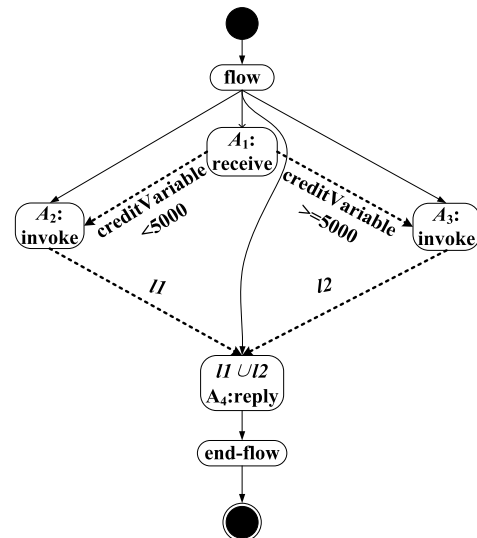 flow
A₁:
receive
creditVariable
<5000
creditVariable
>=5000
A₂:
invoke
A₃:
invoke
l1
l2
l1 ∪ l2
A₄:reply
end-flow